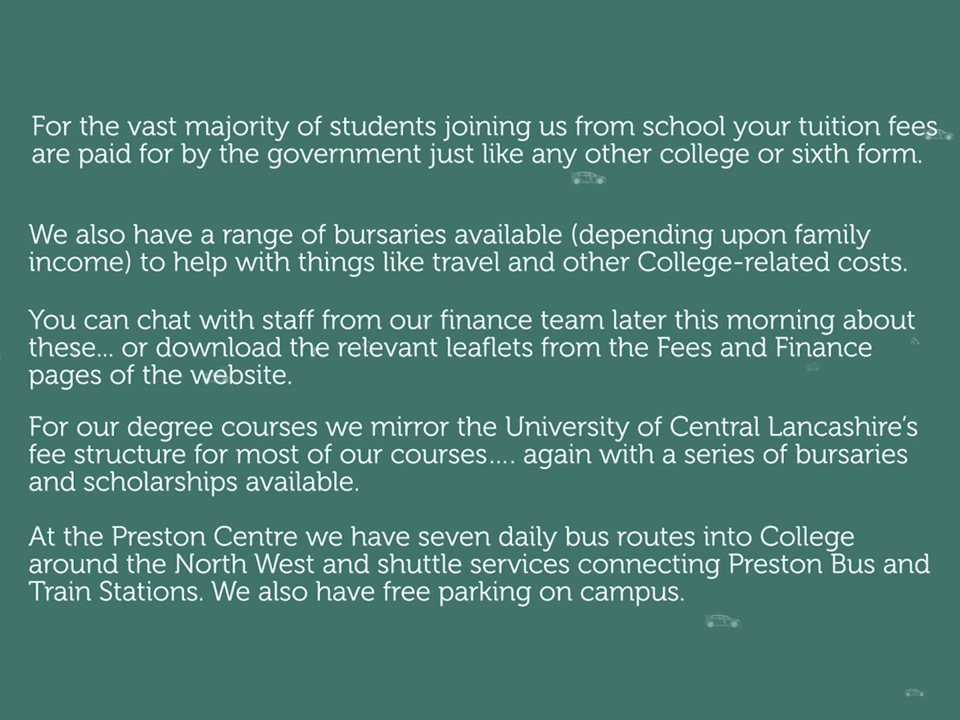 For the vast majority of students joining us from school your tuition fees
are paid for by the government just like any other college or sixth form.
We also have a range of bursaries available (depending upon family
income) to help with things like travel and other College-related costs.
You can chat with staff from our finance team later this morning about
these... or download the relevant leaflets from the Fees and Finance
pages of the website.
For our degree courses we mirror the University of Central Lancashire's
fee structure for most of our courses.... again with a series of bursaries
and scholarships available.
At the Preston Centre we have seven daily bus routes into College
around the North West and shuttle services connecting Preston Bus and
Train Stations. We also have free parking on campus.